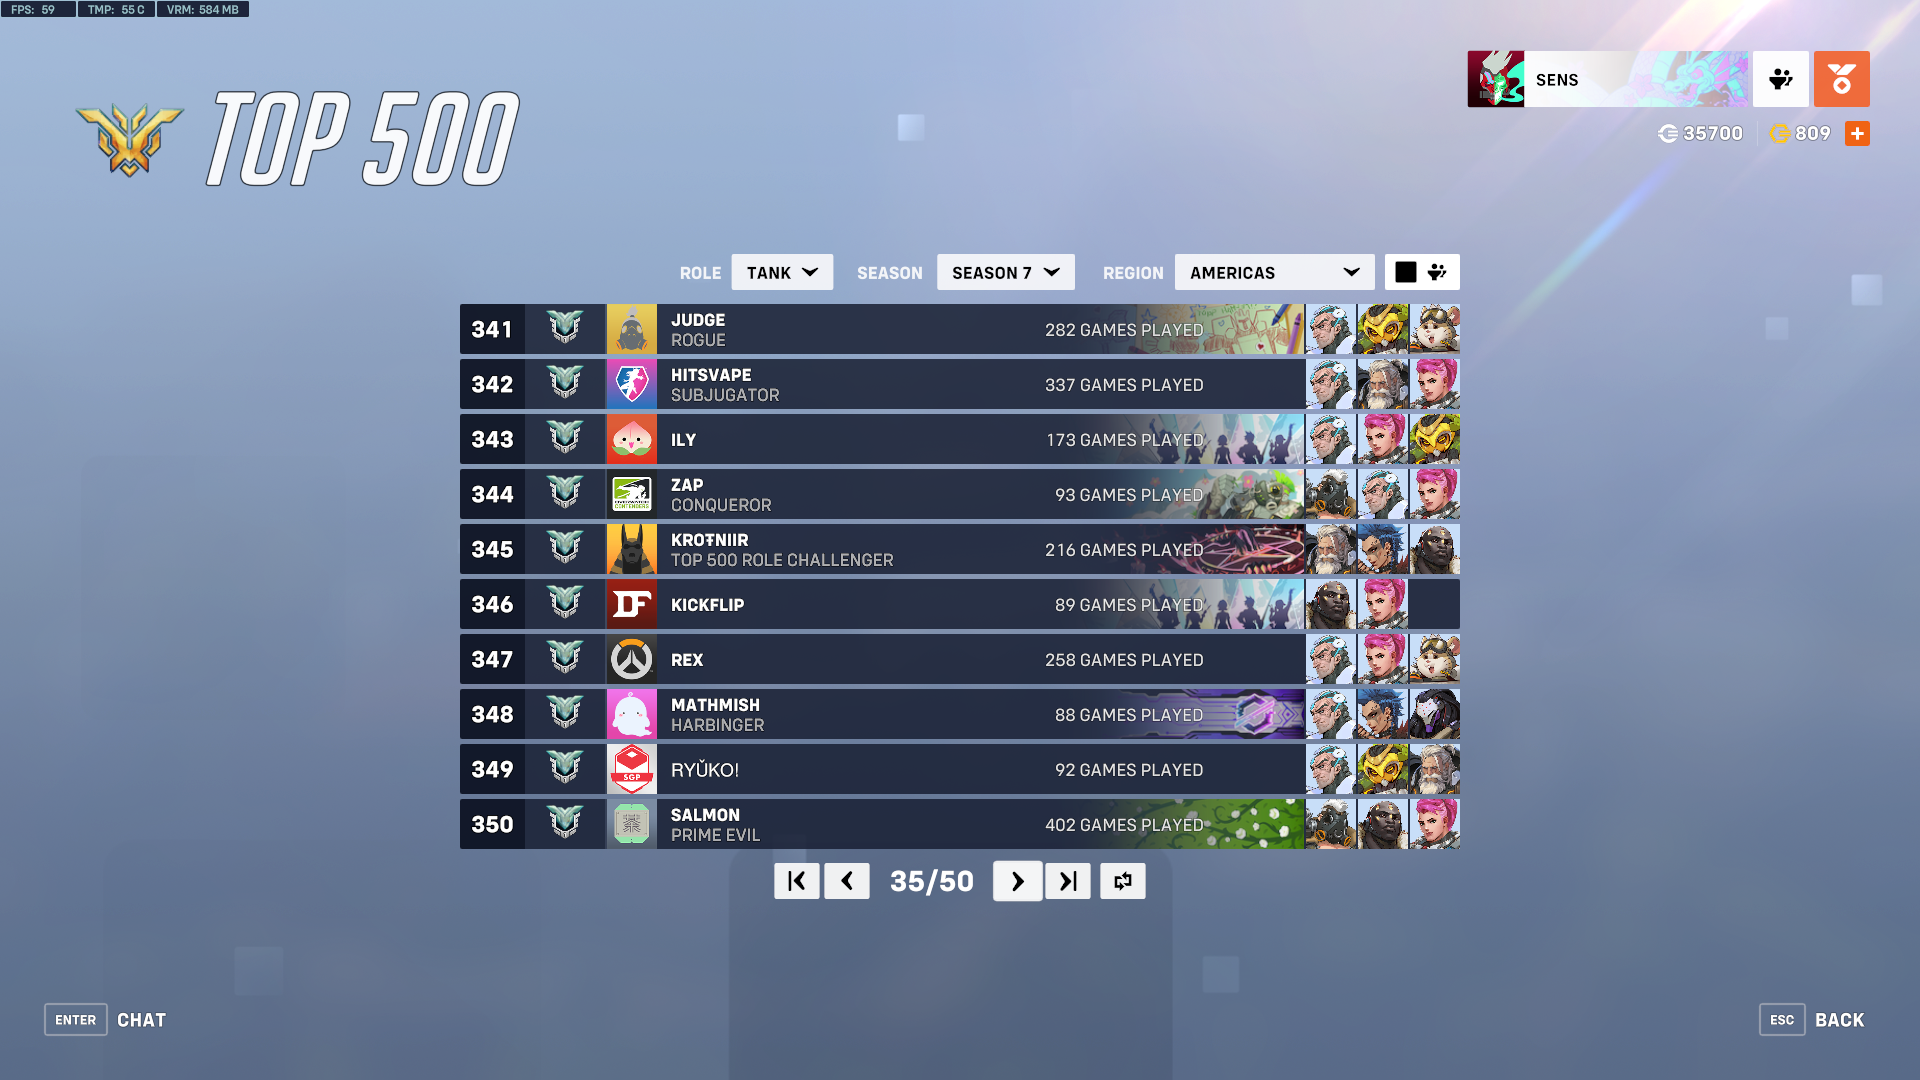 FPS: 59 TMP: 55 C VRM: 584 MB
TOP 500
SENS
35700 809
ROLE TANK SEASON SEASON 7 REGION AMERICAS
341 JUDGE 282 GAMES PLAYED
ROGUE
342 HITSVAPE 337 GAMES PLAYED
SUBJUGATOR
343 ILY 173 GAMES PLAYED
344 ZAP 93 GAMES PLAYED
CONQUEROR
345 KROŦNIIR 216 GAMES PLAYED
TOP 500 ROLE CHALLENGER
346 DF KICKFLIP 89 GAMES PLAYED
347 REX 258 GAMES PLAYED
348 MATHMISH 88 GAMES PLAYED
HARBINGER
349 SGP RYǓKO! 92 GAMES PLAYED
350 SALMON 402 GAMES PLAYED
PRIME EVIL
35/50
ENTER CHAT
ESC BACK